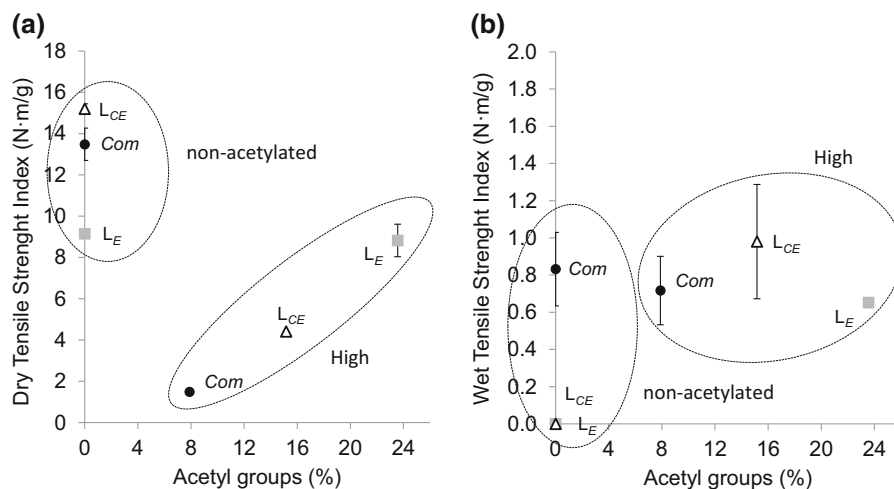 (a)
Dry Tensile Strenght Index (N·m/g)
18
16
14
12
10
8
6
4
2
0
L_CE
Com
non-acetylated
L_E
L_E
L_CE
High
Com
0 4 8 12 16 20 24
Acetyl groups (%)
(b)
Wet Tensile Strenght Index (N·m/g)
2.0
1.8
1.6
1.4
1.2
1.0
0.8
0.6
0.4
0.2
0.0
High
Com
L_CE
Com
L_E
L_CE
non-acetylated
L_E
0 4 8 12 16 20 24
Acetyl groups (%)